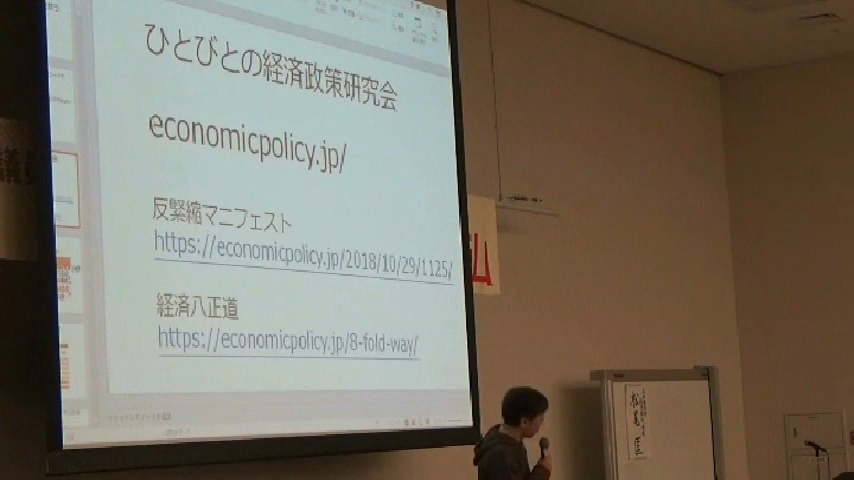 ひとびとの経済政策研究会
economicpolicy.jp/
反緊縮マニフェスト
https://economicpolicy.jp/2018/10/29/1125/
経済八正道
https://economicpolicy.jp/8-fold-way/